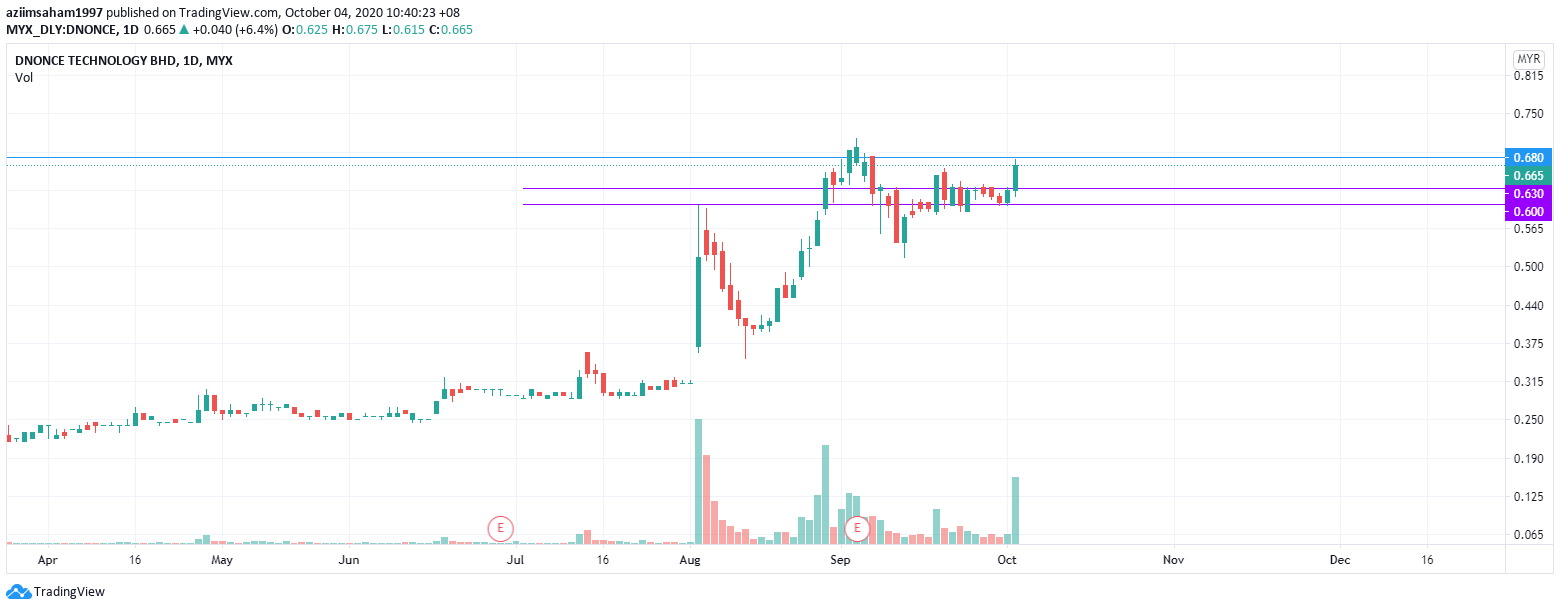 aziimsaham1997 published on TradingView.com, October 04, 2020 10:40:23 +08
MYX_DLY:DNONCE, 1D 0.665 ▲ +0.040 (+6.4%) O:0.625 H:0.675 L:0.615 C:0.665
DNONCE TECHNOLOGY BHD, 1D, MYX
Vol
MYR
0.815
0.750
0.680
0.665
0.630
0.600
0.565
0.500
0.440
0.375
0.315
0.250
0.190
0.125
0.065
E
E
Apr 16 May Jun Jul 16 Aug Sep Oct Nov Dec 16
TradingView